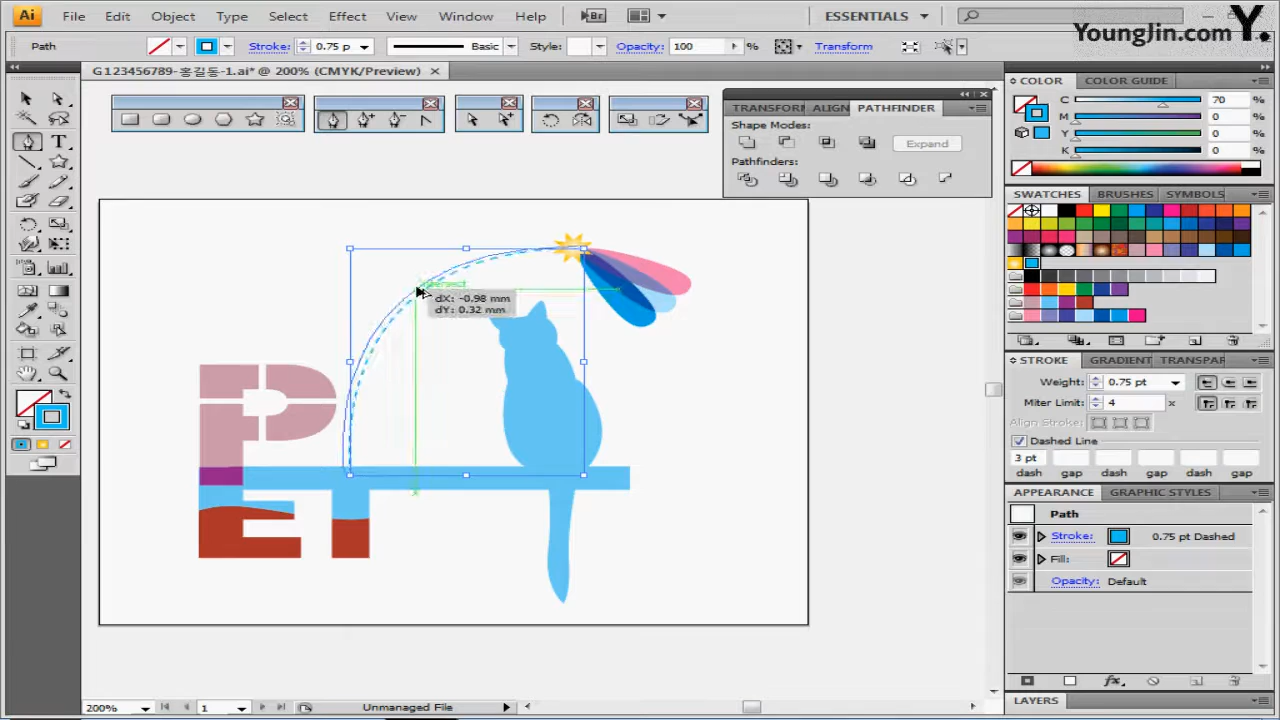 Ai File Edit Object Type Select Effect View Window Help Br ESSENTIALS
Y.
YoungJin.com
Path Stroke: 0.75 p Basic Style: Opacity: 100 % Transform
G123456789-홍길동-1.ai* @ 200% (CMYK/Preview)
COLOR COLOR GUIDE
C 70 %
M 0 %
Y 0 %
K 0 %
TRANSFORM ALIGN PATHFINDER
Shape Modes:
Expand
Pathfinders:
SWATCHES BRUSHES SYMBOLS
dX: -0.98 mm
dY: 0.32 mm
PET
STROKE GRADIENT TRANSPAR
Weight: 0.75 pt
Miter Limit: 4 x
Align Stroke:
Dashed Line
3 pt
dash gap dash gap dash gap
APPEARANCE GRAPHIC STYLES
Path
Stroke: 0.75 pt Dashed
Fill:
Opacity: Default
fx
LAYERS
200% 1 Unmanaged File